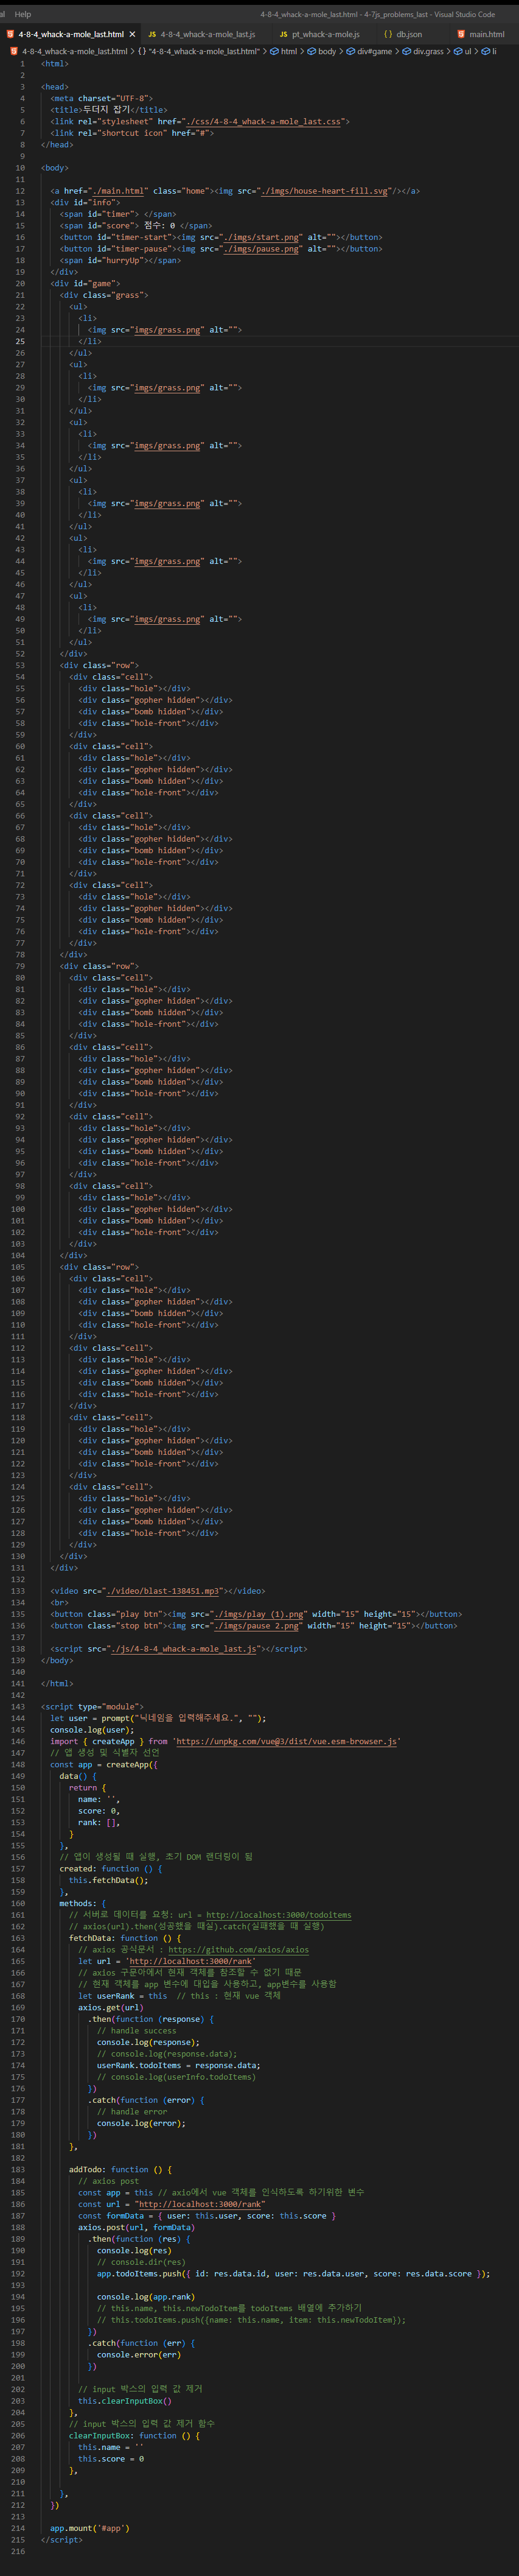 al Help 4-8-4_whack-a-mole_last.html - 4-7js_problems_last - Visual Studio Code
4-8-4_whack-a-mole_last.html × JS 4-8-4_whack-a-mole_last.js JS pt_whack-a-mole.js {} db.json main.html
4-8-4_whack-a-mole_last.html > {} "4-8-4_whack-a-mole_last.html" > html > body > div#game > div.grass > ul > li
1 <html>
2
3 <head>
4 <meta charset="UTF-8">
5 <title>두더지 잡기</title>
6 <link rel="stylesheet" href="./css/4-8-4_whack-a-mole_last.css">
7 <link rel="shortcut icon" href="#">
8 </head>
9
10 <body>
11
12 <a href="./main.html" class="home"><img src="./imgs/house-heart-fill.svg"/></a>
13 <div id="info">
14 <span id="timer"> </span>
15 <span id="score"> 점수: 0 </span>
16 <button id="timer-start"><img src="./imgs/start.png" alt=""></button>
17 <button id="timer-pause"><img src="./imgs/pause.png" alt=""></button>
18 <span id="hurryUp"></span>
19 </div>
20 <div id="game">
21 <div class="grass">
22 <ul>
23 <li>
24 <img src="imgs/grass.png" alt="">
25 </li>
26 </ul>
27 <ul>
28 <li>
29 <img src="imgs/grass.png" alt="">
30 </li>
31 </ul>
32 <ul>
33 <li>
34 <img src="imgs/grass.png" alt="">
35 </li>
36 </ul>
37 <ul>
38 <li>
39 <img src="imgs/grass.png" alt="">
40 </li>
41 </ul>
42 <ul>
43 <li>
44 <img src="imgs/grass.png" alt="">
45 </li>
46 </ul>
47 <ul>
48 <li>
49 <img src="imgs/grass.png" alt="">
50 </li>
51 </ul>
52 </div>
53 <div class="row">
54 <div class="cell">
55 <div class="hole"></div>
56 <div class="gopher hidden"></div>
57 <div class="bomb hidden"></div>
58 <div class="hole-front"></div>
59 </div>
60 <div class="cell">
61 <div class="hole"></div>
62 <div class="gopher hidden"></div>
63 <div class="bomb hidden"></div>
64 <div class="hole-front"></div>
65 </div>
66 <div class="cell">
67 <div class="hole"></div>
68 <div class="gopher hidden"></div>
69 <div class="bomb hidden"></div>
70 <div class="hole-front"></div>
71 </div>
72 <div class="cell">
73 <div class="hole"></div>
74 <div class="gopher hidden"></div>
75 <div class="bomb hidden"></div>
76 <div class="hole-front"></div>
77 </div>
78 </div>
79 <div class="row">
80 <div class="cell">
81 <div class="hole"></div>
82 <div class="gopher hidden"></div>
83 <div class="bomb hidden"></div>
84 <div class="hole-front"></div>
85 </div>
86 <div class="cell">
87 <div class="hole"></div>
88 <div class="gopher hidden"></div>
89 <div class="bomb hidden"></div>
90 <div class="hole-front"></div>
91 </div>
92 <div class="cell">
93 <div class="hole"></div>
94 <div class="gopher hidden"></div>
95 <div class="bomb hidden"></div>
96 <div class="hole-front"></div>
97 </div>
98 <div class="cell">
99 <div class="hole"></div>
100 <div class="gopher hidden"></div>
101 <div class="bomb hidden"></div>
102 <div class="hole-front"></div>
103 </div>
104 </div>
105 <div class="row">
106 <div class="cell">
107 <div class="hole"></div>
108 <div class="gopher hidden"></div>
109 <div class="bomb hidden"></div>
110 <div class="hole-front"></div>
111 </div>
112 <div class="cell">
113 <div class="hole"></div>
114 <div class="gopher hidden"></div>
115 <div class="bomb hidden"></div>
116 <div class="hole-front"></div>
117 </div>
118 <div class="cell">
119 <div class="hole"></div>
120 <div class="gopher hidden"></div>
121 <div class="bomb hidden"></div>
122 <div class="hole-front"></div>
123 </div>
124 <div class="cell">
125 <div class="hole"></div>
126 <div class="gopher hidden"></div>
127 <div class="bomb hidden"></div>
128 <div class="hole-front"></div>
129 </div>
130 </div>
131 </div>
132
133 <video src="./video/blast-138451.mp3"></video>
134 <br>
135 <button class="play btn"><img src="./imgs/play (1).png" width="15" height="15"></button>
136 <button class="stop btn"><img src="./imgs/pause 2.png" width="15" height="15"></button>
137
138 <script src="./js/4-8-4_whack-a-mole_last.js"></script>
139 </body>
140
141 </html>
142
143 <script type="module">
144 let user = prompt("닉네임을 입력해주세요.", "");
145 console.log(user);
146 import { createApp } from 'https://unpkg.com/vue@3/dist/vue.esm-browser.js'
147 // 앱 생성 및 식별자 선언
148 const app = createApp({
149 data() {
150 return {
151 name: '',
152 score: 0,
153 rank: [],
154 }
155 },
156 // 앱이 생성될 때 실행, 초기 DOM 랜더링이 됨
157 created: function () {
158 this.fetchData();
159 },
160 methods: {
161 // 서버로 데이터를 요청: url = http://localhost:3000/todoitems
162 // axios(url).then(성공했을 때실).catch(실패했을 때 실행)
163 fetchData: function () {
164 // axios 공식문서 : https://github.com/axios/axios
165 let url = 'http://localhost:3000/rank'
166 // axios 구문아에서 현재 객체를 참조할 수 없기 때문
167 // 현재 객체를 app 변수에 대입을 사용하고, app변수를 사용함
168 let userRank = this // this : 현재 vue 객체
169 axios.get(url)
170 .then(function (response) {
171 // handle success
172 console.log(response);
173 // console.log(response.data);
174 userRank.todoItems = response.data;
175 // console.log(userInfo.todoItems)
176 })
177 .catch(function (error) {
178 // handle error
179 console.log(error);
180 })
181 },
182
183 addTodo: function () {
184 // axios post
185 const app = this // axio에서 vue 객체를 인식하도록 하기위한 변수
186 const url = "http://localhost:3000/rank"
187 const formData = { user: this.user, score: this.score }
188 axios.post(url, formData)
189 .then(function (res) {
190 console.log(res)
191 // console.dir(res)
192 app.todoItems.push({ id: res.data.id, user: res.data.user, score: res.data.score });
193
194 console.log(app.rank)
195 // this.name, this.newTodoItem를 todoItems 배열에 추가하기
196 // this.todoItems.push({name: this.name, item: this.newTodoItem});
197 })
198 .catch(function (err) {
199 console.error(err)
200 })
201
202 // input 박스의 입력 값 제거
203 this.clearInputBox()
204 },
205 // input 박스의 입력 값 제거 함수
206 clearInputBox: function () {
207 this.name = ''
208 this.score = 0
209 },
210
211 },
212 })
213
214 app.mount('#app')
215 </script>
216